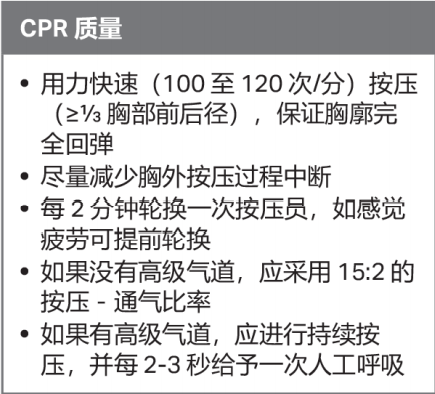 CPR 质量
• 用力快速（100 至 120 次/分）按压
（≥⅓ 胸部前后径），保证胸廓完
全回弹
• 尽量减少胸外按压过程中断
• 每 2 分钟轮换一次按压员，如感觉
疲劳可提前轮换
• 如果没有高级气道，应采用 15:2 的
按压 - 通气比率
• 如果有高级气道，应进行持续按
压，并每 2-3 秒给予一次人工呼吸